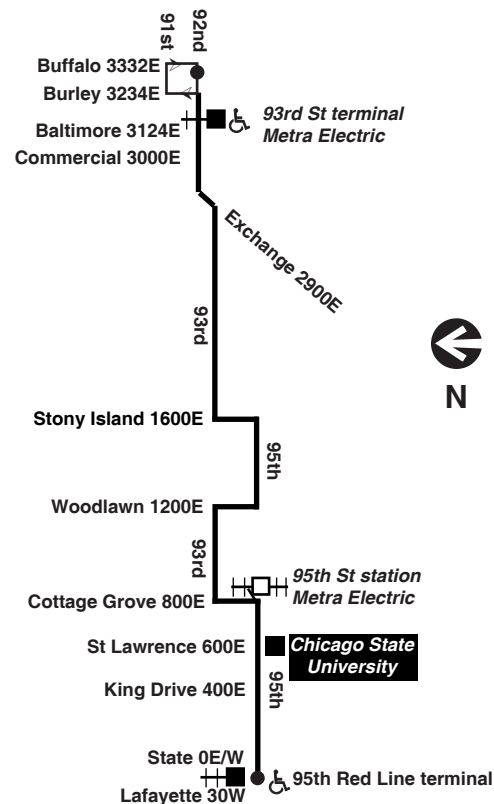 91st
92nd
Buffalo 3332E
Burley 3234E
Baltimore 3124E
93rd St terminal
Metra Electric
Commercial 3000E
Exchange 2900E
93rd
N
Stony Island 1600E
95th
Woodlawn 1200E
93rd
95th St station
Metra Electric
Cottage Grove 800E
St Lawrence 600E
Chicago State
University
95th
King Drive 400E
State 0E/W
Lafayette 30W
95th Red Line terminal